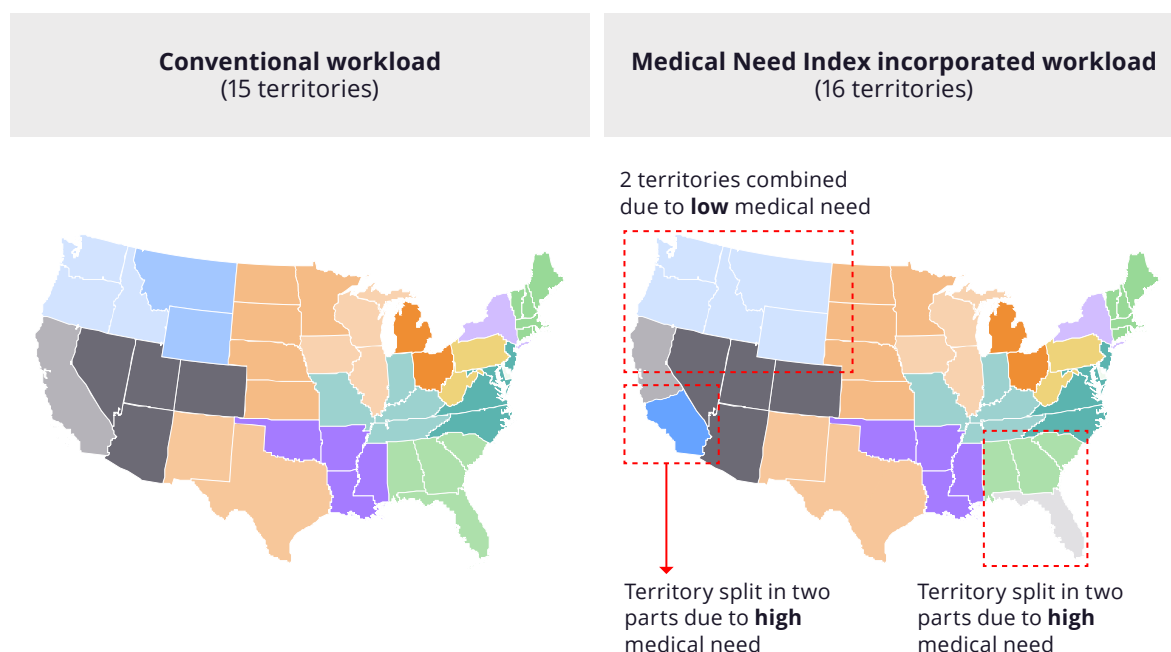 Conventional workload
(15 territories)
Medical Need Index incorporated workload
(16 territories)
2 territories combined
due to low medical need
Territory split in two
parts due to high
medical need
Territory split in two
parts due to high
medical need